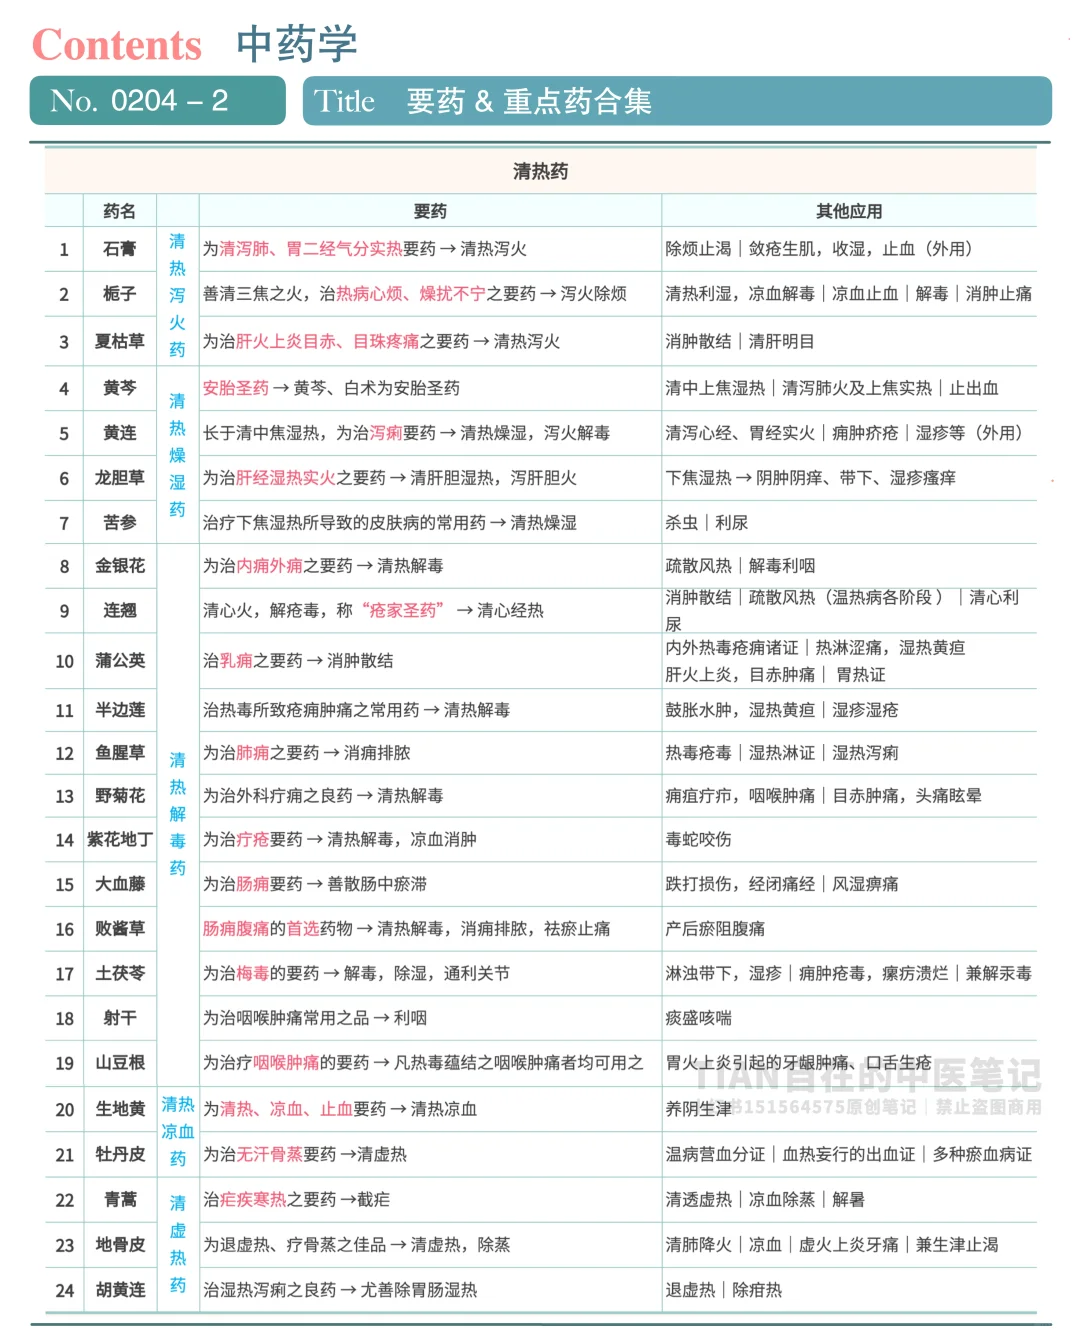 Contents 中药学
No. 0204 – 2
Title 要药 & 重点药合集
清热药
药名 要药 其他应用
清热泻火药
1 石膏 为清泻肺、胃二经气分实热要药 → 清热泻火 除烦止渴｜敛疮生肌，收湿，止血（外用）
2 栀子 善清三焦之火，治热病心烦、燥扰不宁之要药 → 泻火除烦 清热利湿，凉血解毒｜凉血止血｜解毒｜消肿止痛
3 夏枯草 为治肝火上炎目赤、目珠疼痛之要药 → 清热泻火 消肿散结｜清肝明目
清热燥湿药
4 黄芩 安胎圣药 → 黄芩、白术为安胎圣药 清中上焦湿热｜清泻肺火及上焦实热｜止出血
5 黄连 长于清中焦湿热，为治泻痢要药 → 清热燥湿，泻火解毒 清泻心经、胃经实火｜痈肿疥疮｜湿疹等（外用）
6 龙胆草 为治肝经湿热实火之要药 → 清肝胆湿热，泻肝胆火 下焦湿热 → 阴肿阴痒、带下、湿疹瘙痒
7 苦参 治疗下焦湿热所导致的皮肤病的常用药 → 清热燥湿 杀虫｜利尿
清热解毒药
8 金银花 为治内痈外痈之要药 → 清热解毒 疏散风热｜解毒利咽
9 连翘 清心火，解疮毒，称“疮家圣药” → 清心经热 消肿散结｜疏散风热（温热病各阶段 ）｜清心利
尿
10 蒲公英 治乳痈之要药 → 消肿散结 内外热毒疮痈诸证｜热淋涩痛，湿热黄疸
肝火上炎，目赤肿痛｜ 胃热证
11 半边莲 治热毒所致疮痈肿痛之常用药 → 清热解毒 鼓胀水肿，湿热黄疸｜湿疹湿疮
12 鱼腥草 为治肺痈之要药 → 消痈排脓 热毒疮毒｜湿热淋证｜湿热泻痢
13 野菊花 为治外科疔痈之良药 → 清热解毒 痈疽疔疖，咽喉肿痛｜目赤肿痛，头痛眩晕
14 紫花地丁 为治疔疮要药 → 清热解毒，凉血消肿 毒蛇咬伤
15 大血藤 为治肠痈要药 → 善散肠中瘀滞 跌打损伤，经闭痛经｜风湿痹痛
16 败酱草 肠痈腹痛的首选药物 → 清热解毒，消痈排脓，祛瘀止痛 产后瘀阻腹痛
17 土茯苓 为治梅毒的要药 → 解毒，除湿，通利关节 淋浊带下，湿疹｜痈肿疮毒，瘰疬溃烂｜兼解汞毒
18 射干 为治咽喉肿痛常用之品 → 利咽 痰盛咳喘
19 山豆根 为治疗咽喉肿痛的要药 → 凡热毒蕴结之咽喉肿痛者均可用之 胃火上炎引起的牙龈肿痛、口舌生疮
TIAN自在的中医笔记
清热凉血药
20 生地黄 为清热、凉血、止血要药 → 清热凉血 养阴生津
书151564575原创笔记｜禁止盗图商用
21 牡丹皮 为治无汗骨蒸要药 →清虚热 温病营血分证｜血热妄行的出血证｜多种瘀血病证
清虚热药
22 青蒿 治疟疾寒热之要药 →截疟 清透虚热｜凉血除蒸｜解暑
23 地骨皮 为退虚热、疗骨蒸之佳品 → 清虚热，除蒸 清肺降火｜凉血｜虚火上炎牙痛｜兼生津止渴
24 胡黄连 治湿热泻痢之良药 → 尤善除胃肠湿热 退虚热｜除疳热